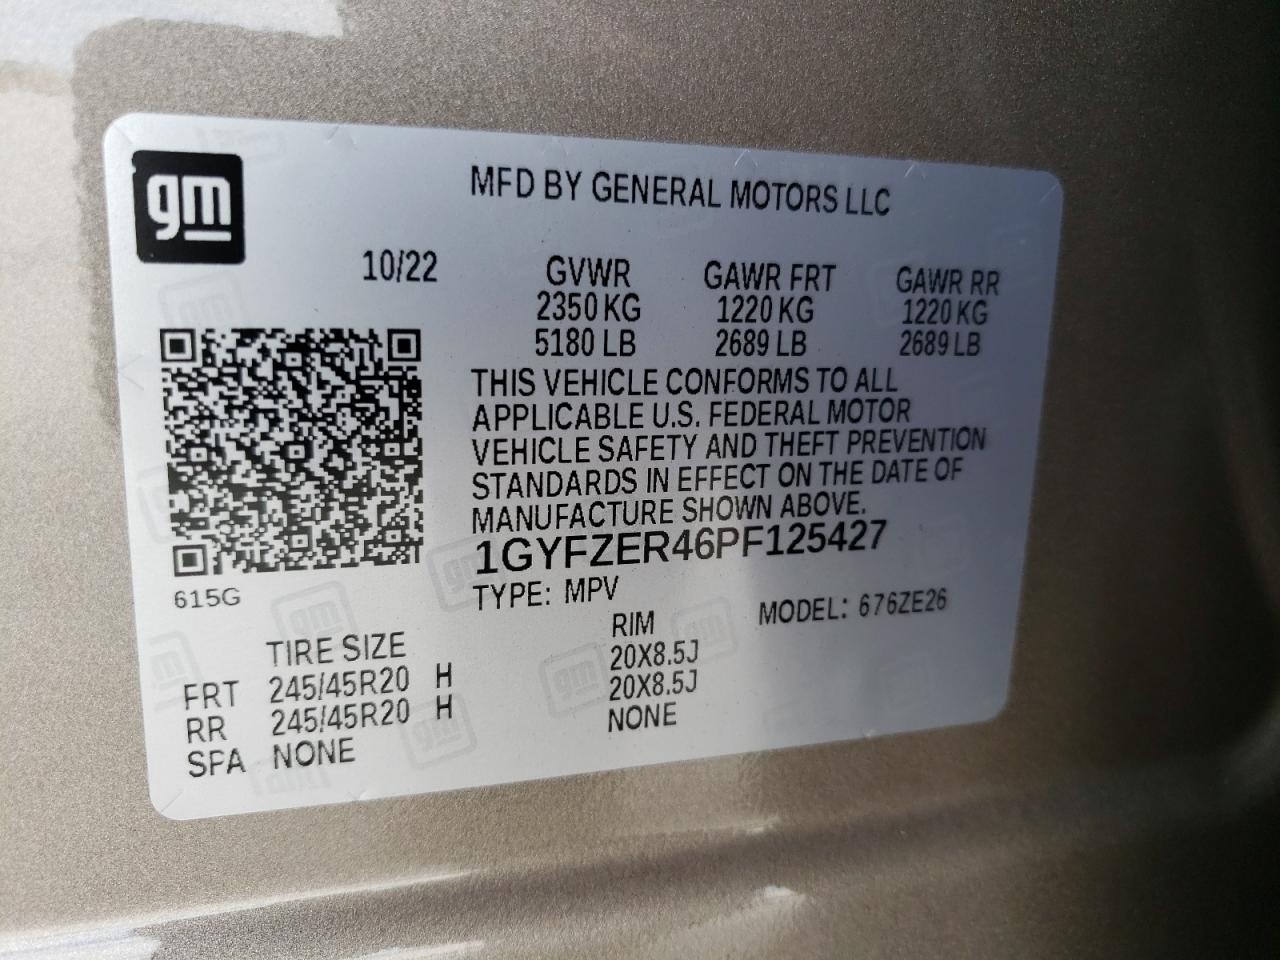 gm
MFD BY GENERAL MOTORS LLC
10/22 GVWR GAWR FRT GAWR RR
2350 KG 1220 KG 1220 KG
5180 LB 2689 LB 2689 LB
THIS VEHICLE CONFORMS TO ALL
APPLICABLE U.S. FEDERAL MOTOR
VEHICLE SAFETY AND THEFT PREVENTION
STANDARDS IN EFFECT ON THE DATE OF
MANUFACTURE SHOWN ABOVE.
1GYFZER46PF125427
615G
TYPE: MPV MODEL: 676ZE26
TIRE SIZE RIM
FRT 245/45R20 H 20X8.5J
RR 245/45R20 H 20X8.5J
SPA NONE NONE